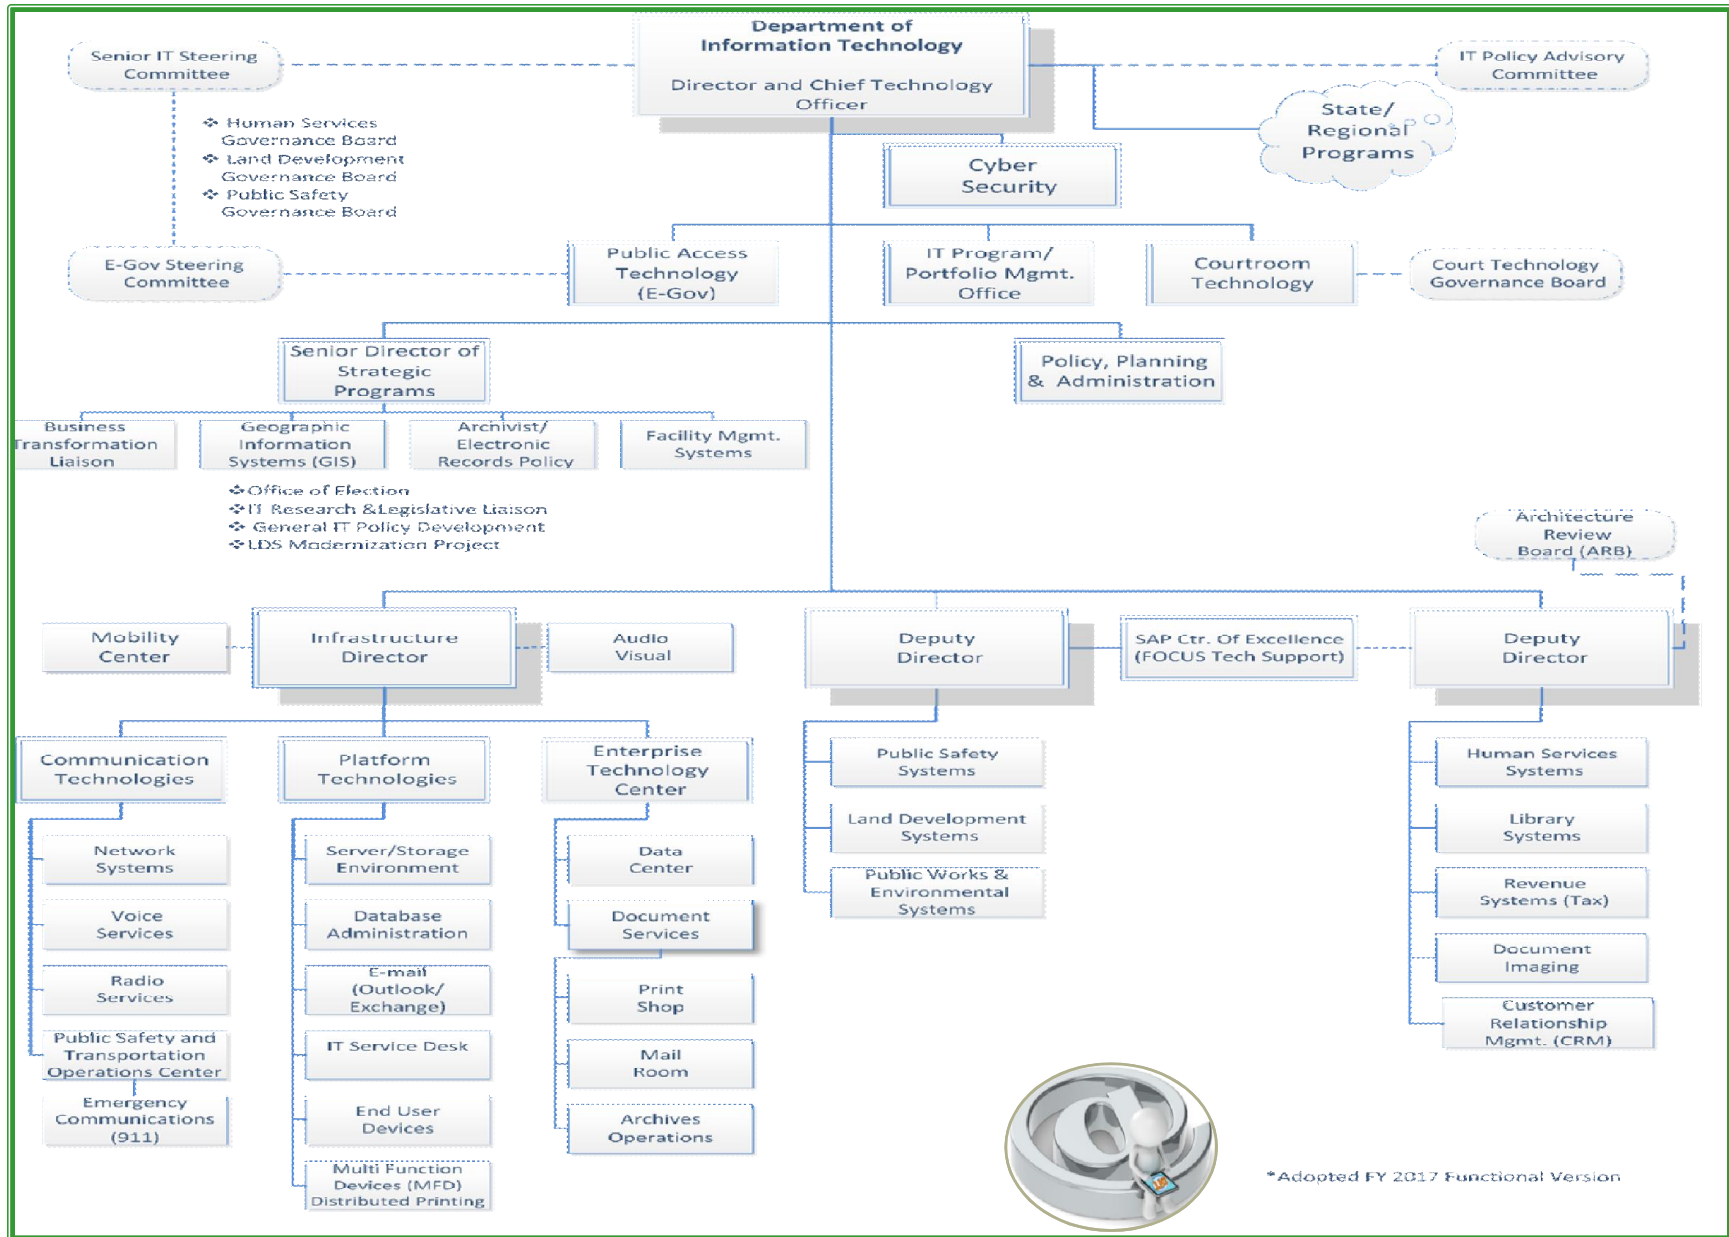 Department of
Information Technology
Director and Chief Technology
Officer
Senior IT Steering
Committee
IT Policy Advisory
Committee
State/
Regional
Programs
❖ Human Services
Governance Board
❖ Land Development
Governance Board
❖ Public Safety
Governance Board
Cyber
Security
E-Gov Steering
Committee
Public Access
Technology
(E-Gov)
IT Program/
Portfolio Mgmt.
Office
Courtroom
Technology
Court Technology
Governance Board
Senior Director of
Strategic
Programs
Policy, Planning
& Administration
Business
Transformation
Liaison
Geographic
Information
Systems (GIS)
Archivist/
Electronic
Records Policy
Facility Mgmt.
Systems
❖ Office of Election
❖ IT Research &Legislative Liaison
❖ General IT Policy Development
❖ LDS Modernization Project
Architecture
Review
Board (ARB)
Mobility
Center
Infrastructure
Director
Audio
Visual
Deputy
Director
SAP Ctr. Of Excellence
(FOCUS Tech Support)
Deputy
Director
Communication
Technologies
Platform
Technologies
Enterprise
Technology
Center
Public Safety
Systems
Human Services
Systems
Network
Systems
Server/Storage
Environment
Data
Center
Land Development
Systems
Library
Systems
Voice
Services
Database
Administration
Document
Services
Public Works &
Environmental
Systems
Revenue
Systems (Tax)
Radio
Services
E-mail
(Outlook/
Exchange)
Print
Shop
Document
Imaging
Public Safety and
Transportation
Operations Center
IT Service Desk
Mail
Room
Customer
Relationship
Mgmt. (CRM)
Emergency
Communications
(911)
End User
Devices
Archives
Operations
Multi Function
Devices (MFD)
Distributed Printing
*Adopted FY 2017 Functional Version